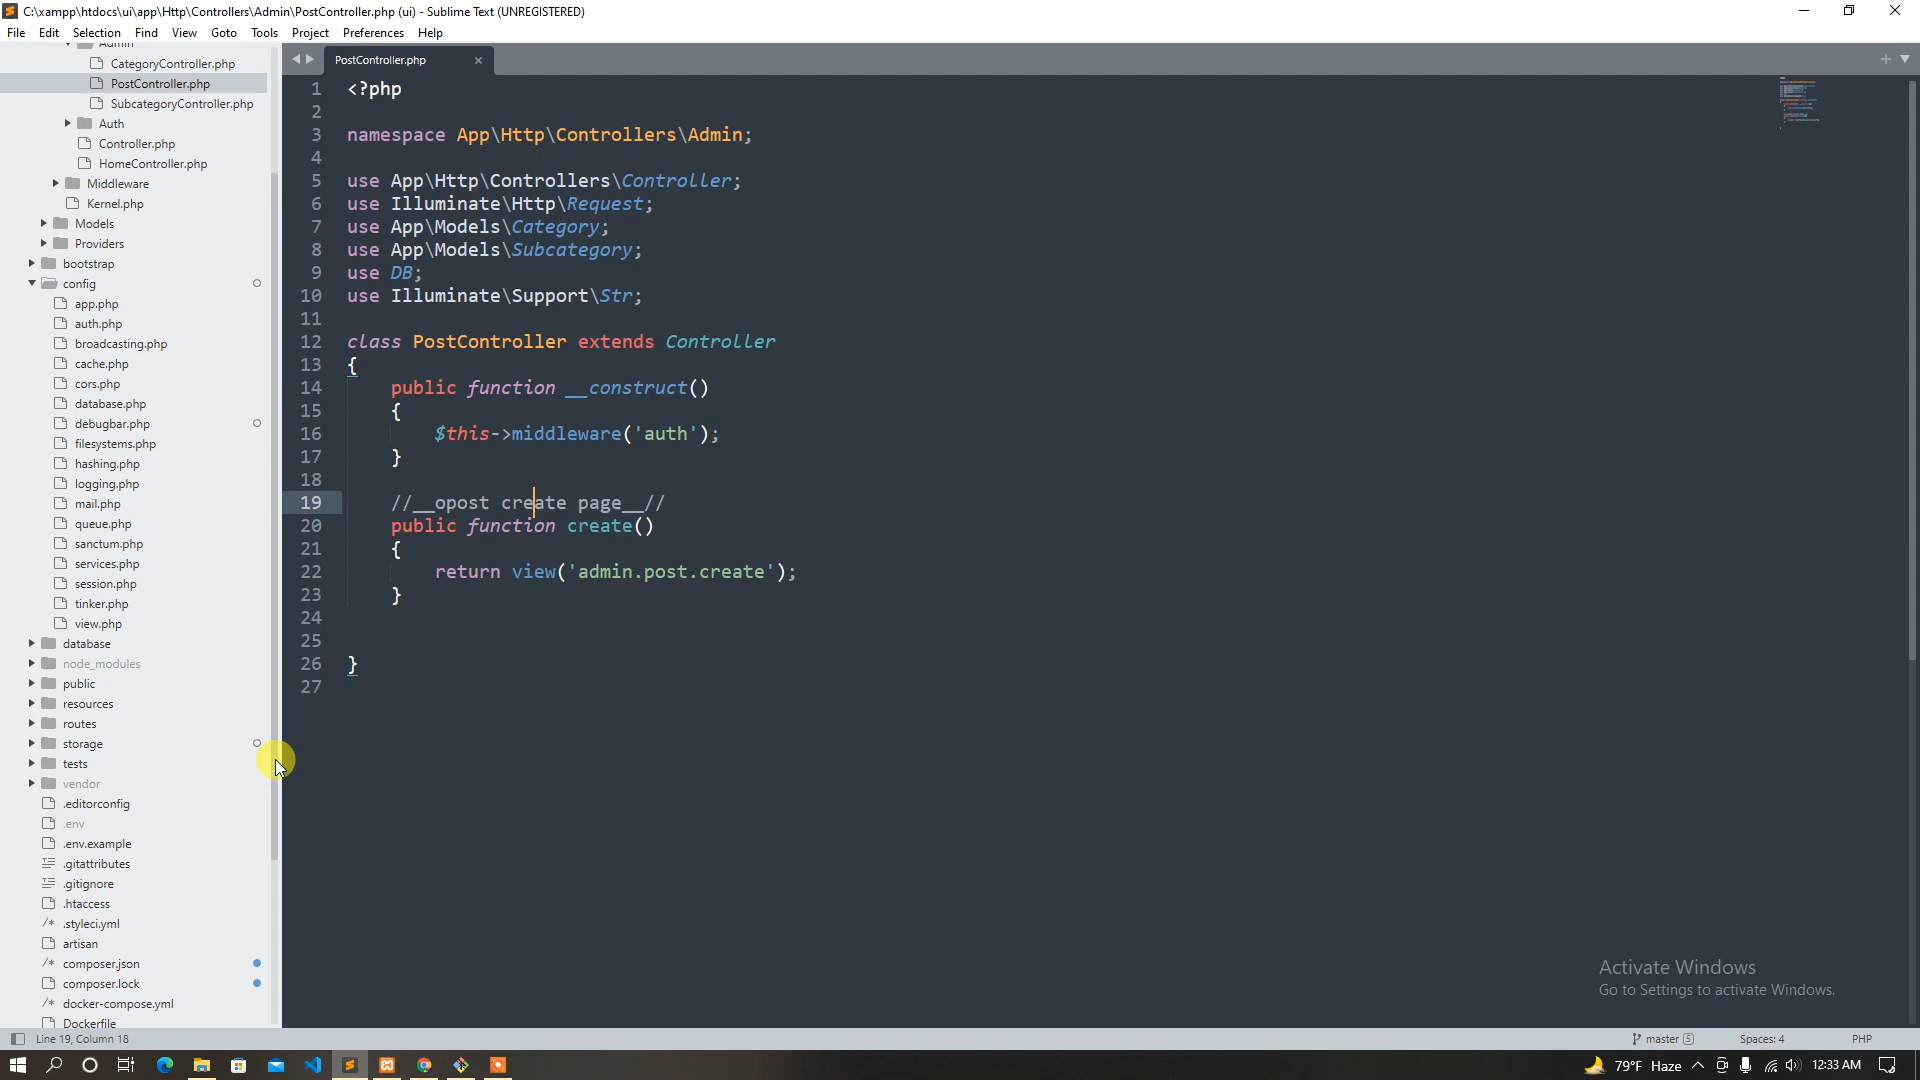 C:\xampp\htdocs\ui\app\Http\Controllers\Admin\PostController.php (ui) - Sublime Text (UNREGISTERED)
File Edit Selection Find View Goto Tools Project Preferences Help
Admin
CategoryController.php
PostController.php
SubcategoryController.php
Auth
Controller.php
HomeController.php
Middleware
Kernel.php
Models
Providers
bootstrap
config
app.php
auth.php
broadcasting.php
cache.php
cors.php
database.php
debugbar.php
filesystems.php
hashing.php
logging.php
mail.php
queue.php
sanctum.php
services.php
session.php
tinker.php
view.php
database
node_modules
public
resources
routes
storage
tests
vendor
.editorconfig
.env
.env.example
.gitattributes
.gitignore
.htaccess
.styleci.yml
artisan
composer.json
composer.lock
docker-compose.yml
Dockerfile
PostController.php
1 <?php
2
3 namespace App\Http\Controllers\Admin;
4
5 use App\Http\Controllers\Controller;
6 use Illuminate\Http\Request;
7 use App\Models\Category;
8 use App\Models\Subcategory;
9 use DB;
10 use Illuminate\Support\Str;
11
12 class PostController extends Controller
13 {
14 public function __construct()
15 {
16 $this->middleware('auth');
17 }
18
19 //__opost create page__//
20 public function create()
21 {
22 return view('admin.post.create');
23 }
24
25
26 }
27
Activate Windows
Go to Settings to activate Windows.
Line 19, Column 18
master 5
Spaces: 4
PHP
79°F Haze
12:33 AM